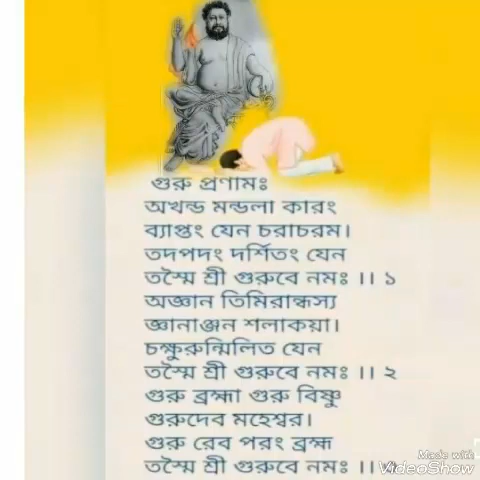 গুরু প্রণামঃ
অখন্ড মন্ডলা কারং
ব্যাপ্তং যেন চরাচরম।
তদপদং দর্শিতং যেন
তস্মৈ শ্রী গুরুবে নমঃ ।। ১
অজ্ঞান তিমিরান্ধস্য
জ্ঞানাঞ্জন শলাকয়া।
চক্ষুরুন্মিলিত যেন
তস্মৈ শ্রী গুরুবে নমঃ ।। ২
গুরু ব্রহ্মা গুরু বিষ্ণু
গুরুদেব মহেশ্বর।
গুরু রেব পরং ব্রহ্ম
তস্মৈ শ্রী গুরুবে নমঃ ।।
Made with
VideoShow